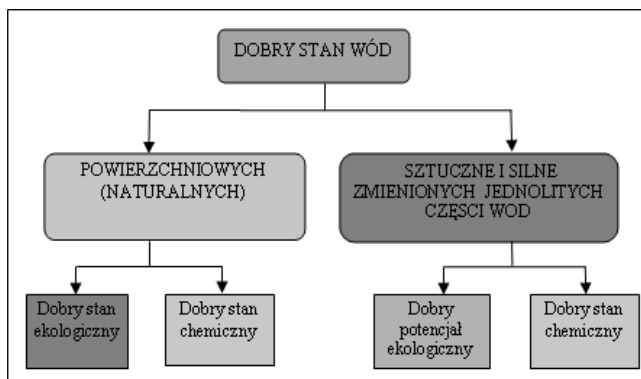 DOBRY STAN WÓD
POWIERZCHNIOWYCH
(NATURALNYCH)
SZTUCZNE I SILNE
ZMIENIONYCH JEDNOLITYCH
CZĘSCI WOD
Dobry stan
ekologiczny
Dobry stan
chemiczny
Dobry
potencjał
ekologiczny
Dobry stan
chemiczny